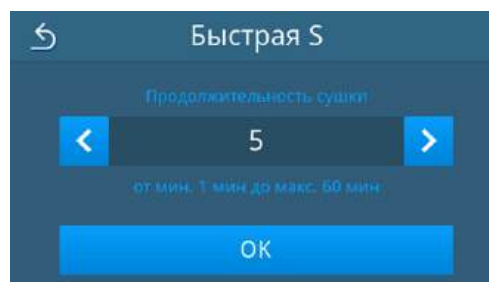 Быстрая S
Продолжительность сушки
5
от мин. 1 мин до макс. 60 мин
OK